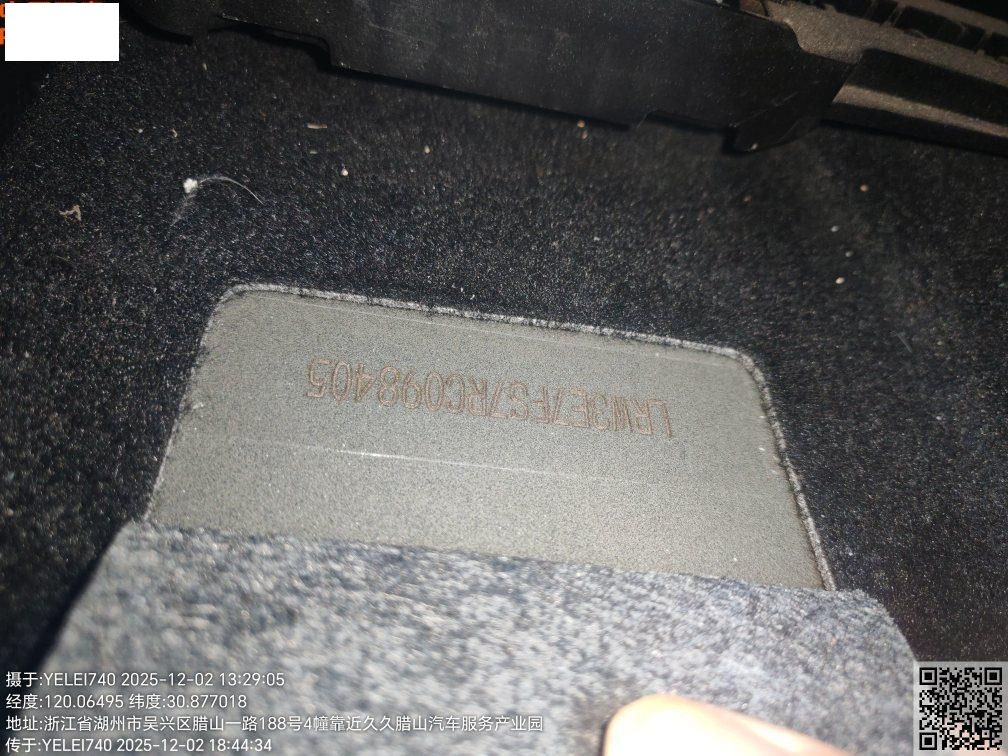 LRW3E7FS7RC098405
摄于:YELEI740 2025-12-02 13:29:05
经度:120.06495 纬度:30.877018
地址:浙江省湖州市吴兴区腊山一路188号4幢靠近久久腊山汽车服务产业园
传于:YELEI740 2025-12-02 18:44:34